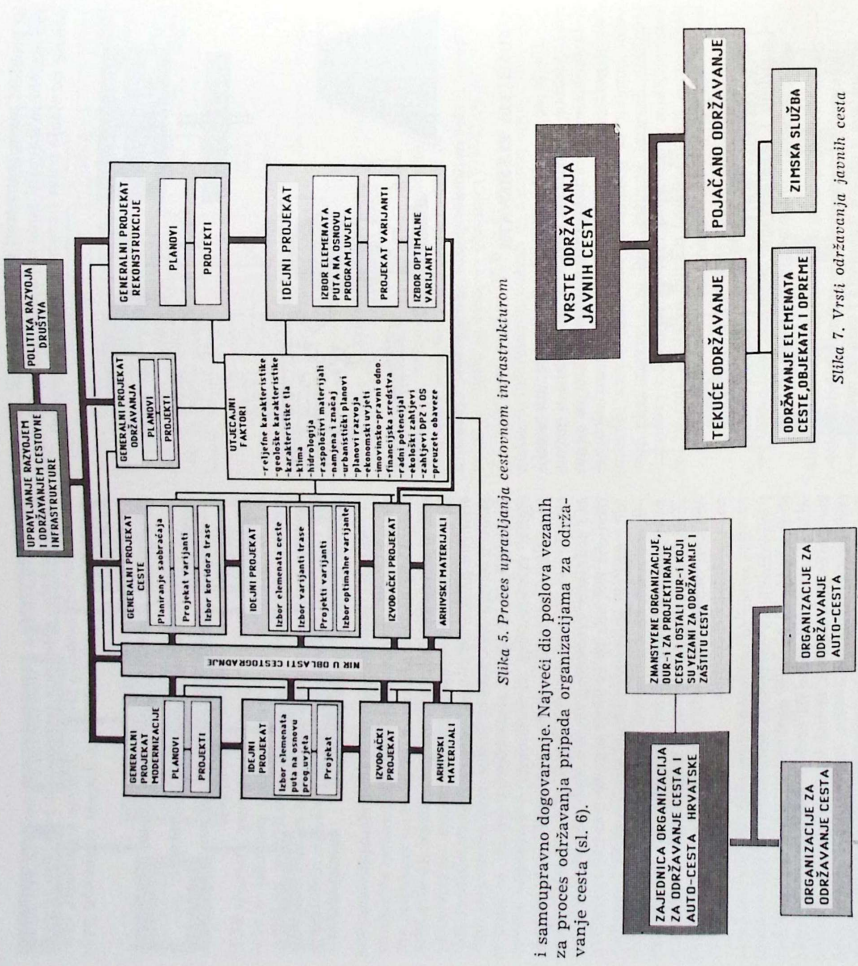 UPRAVLJANJE RAZVOJEM
I ODRŽAVANJEM CESTOVNE
INFRASTRUKTURE
POLITIKA RAZVOJA
DRUŠTVA
GENERALNI
PROJEKAT
MODERNIZACIJE
PLANOVI
PROJEKTI
IDEJNI
PROJEKAT
Izbor elemenata
puta na osnovu
prog uvjeta
Projekat
IZVOĐAČKI
PROJEKAT
ARHIVSKI
MATERIJALI
NIR U OBLASTI CESTOGRADNJE
GENERALNI PROJEKAT
CESTE
Planiranje saobraćaja
Projekat varijanti
Izbor koridora trase
IDEJNI PROJEKAT
Izbor elemenata ceste
Izbor varijanti trase
Projekti varijanti
Izbor optimalne varijante
IZVOĐAČKI PROJEKAT
ARHIVSKI MATERIJALI
GENERALNI PROJEKAT
ODRŽAVANJA
PLANOVI
PROJEKTI
UTJECAJNI
FAKTORI
-reljefne karakteristike
-geološke karakteristike
-karakteristike tla
-klima
-hidrologija
-raspoloživi materijali
-namjena i značaj
-urbanistički planovi
-planovi razvoja
-ekonomski uvjeti
-imovinsko-pravni odno.
-financijska sredstva
-radni potencijal
-ekološki zahtjevi
-zahtjevi DPZ i OS
-preuzete obaveze
GENERALNI PROJEKAT
REKONSTRUKCIJE
PLANOVI
PROJEKTI
IDEJNI PROJEKAT
IZBOR ELEMENATA
PUTA NA OSNOVU
PROGRAM UVJETA
PROJEKAT VARIJANTI
IZBOR OPTIMALNE
VARIJANTE
Slika 5. Proces upravljanja cestovnom infrastrukturom
i samoupravno dogovaranje. Najveći dio poslova vezanih
za proces održavanja pripada organizacijama za održa-
vanje cesta (sl. 6).
ZAJEDNICA ORGANIZACIJA
ZA ODRŽAVANJE CESTA I
AUTO-CESTA HRVATSKE
ZNANSTVENE ORGANIZACIJE,
OUR-i ZA PROJEKTIRANJE
CESTA I OSTALI OUR-i KOJI
SU VEZANI ZA ODRŽAVANJE I
ZAŠTITU CESTA
ORGANIZACIJE ZA
ODRŽAVANJE CESTA
ORGANIZACIJE ZA
ODRŽAVANJE
AUTO-CESTA
VRSTE ODRŽAVANJA
JAVNIH CESTA
TEKUĆE ODRŽAVANJE
POJAČANO ODRŽAVANJE
ODRŽAVANJE ELEMENATA
CESTE,OBJEKATA I OPREME
ZIMSKA SLUŽBA
Slika 7. Vrsti održavanja javnih cesta